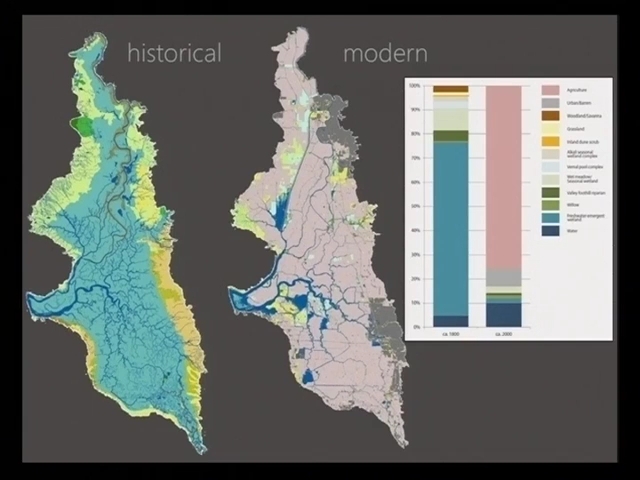 historical
modern
100%
90%
80%
70%
60%
50%
40%
30%
20%
10%
0%
ca. 1800
ca. 2000
Agriculture
Urban/Barren
Woodland/Savanna
Grassland
Inland dune scrub
Alkali seasonal
wetland complex
Vernal pool complex
Wet meadow/
Seasonal wetland
Valley foothill riparian
Willow
Freshwater emergent
wetland
Water